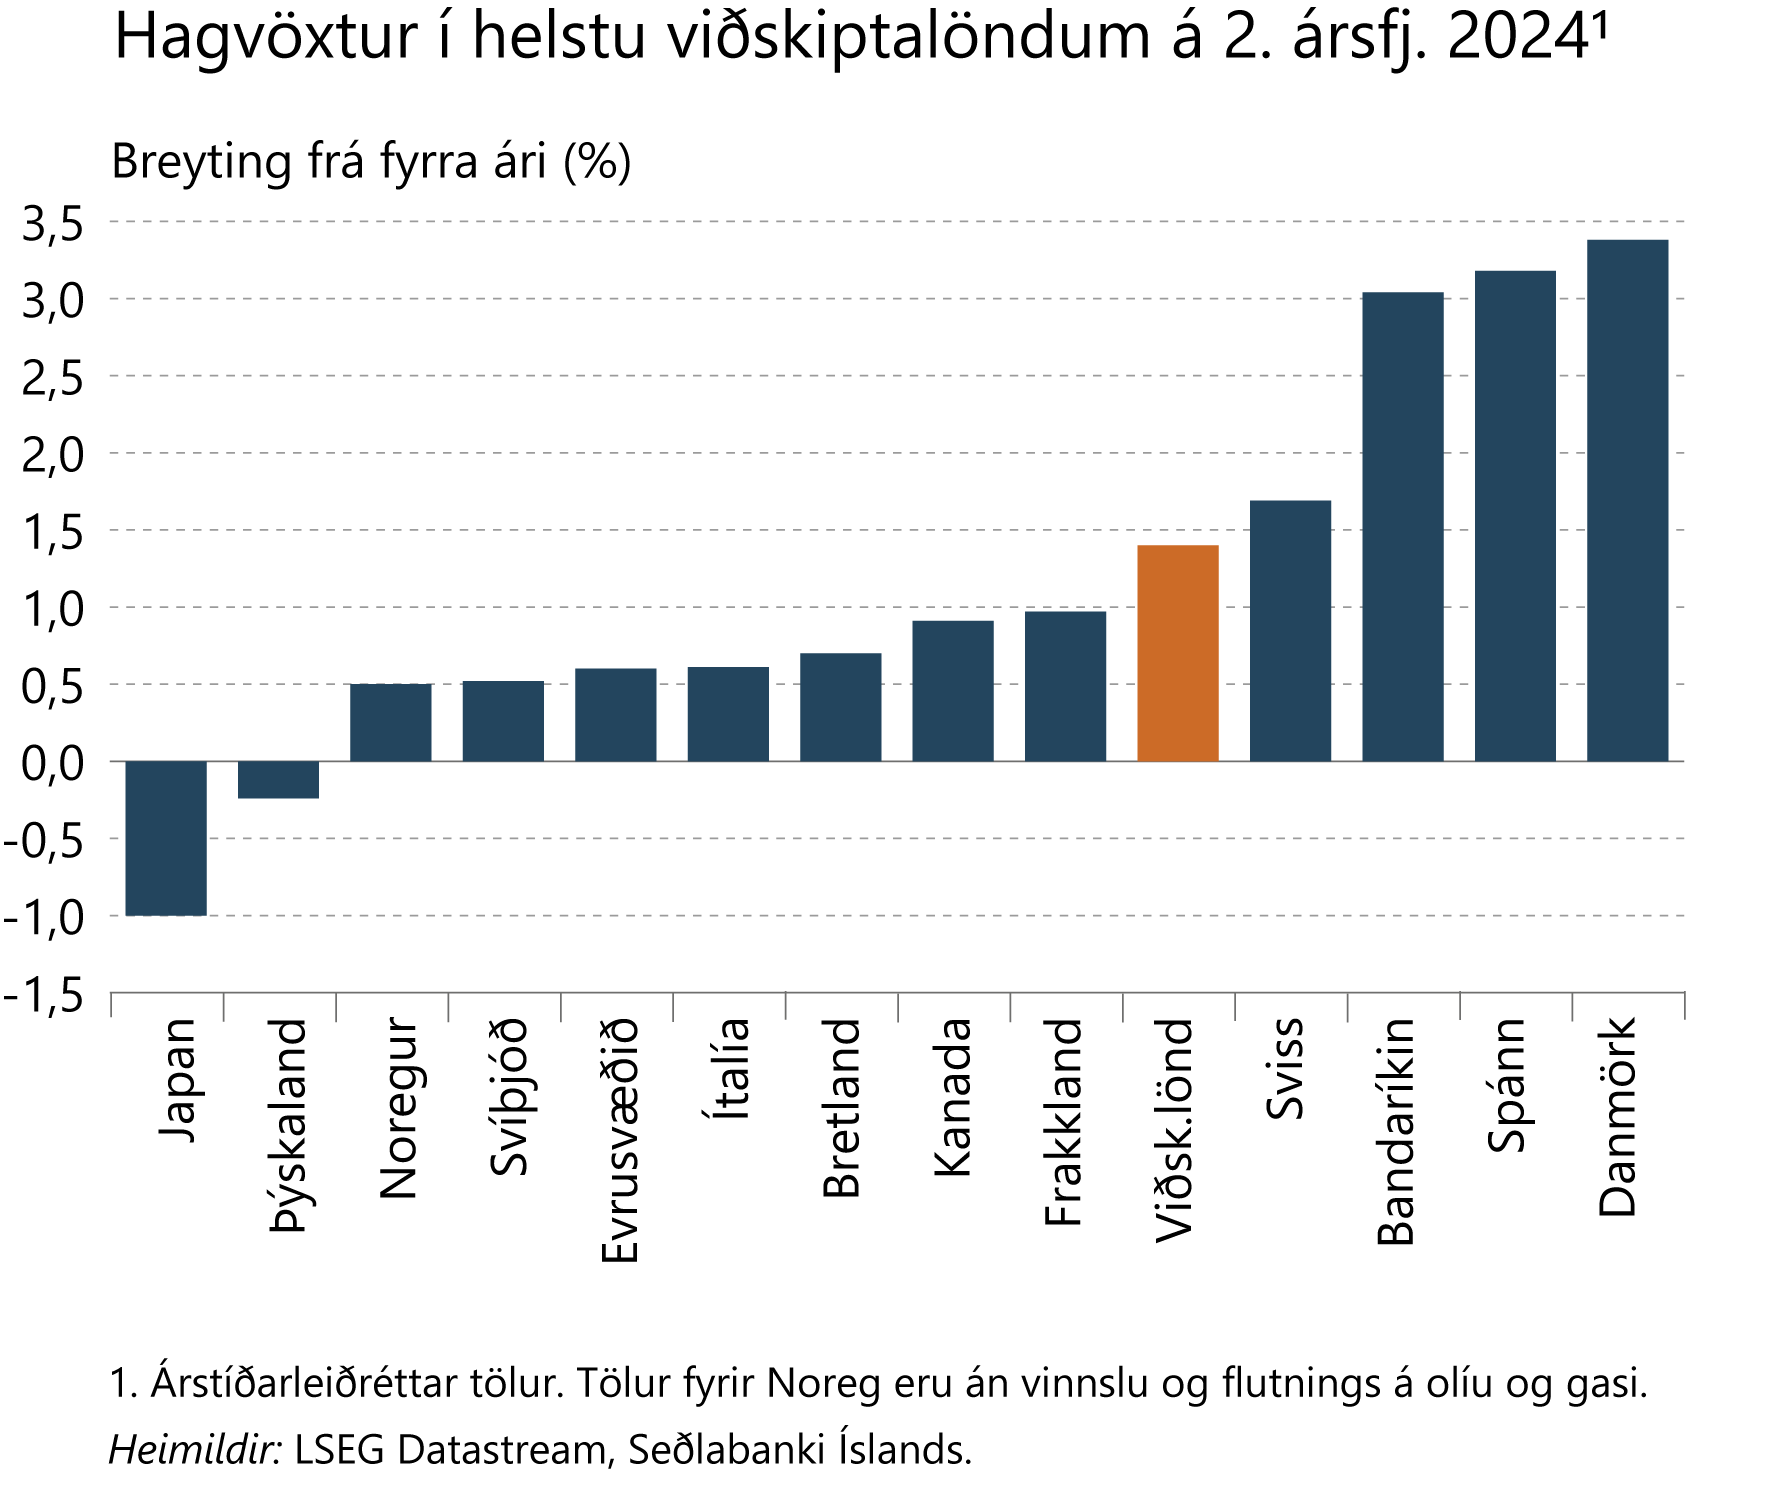 Hagvöxtur í helstu viðskiptalöndum á 2. ársfj. 2024¹
Breyting frá fyrra ári (%)
3,5
3,0
2,5
2,0
1,5
1,0
0,5
0,0
-0,5
-1,0
-1,5
Japan
Þýskaland
Noregur
Svíþjóð
Evrusvæðið
Ítalía
Bretland
Kanada
Frakkland
Viðsk.lönd
Sviss
Bandaríkin
Spánn
Danmörk
1. Árstíðarleiðréttar tölur. Tölur fyrir Noreg eru án vinnslu og flutnings á olíu og gasi.
Heimildir: LSEG Datastream, Seðlabanki Íslands.